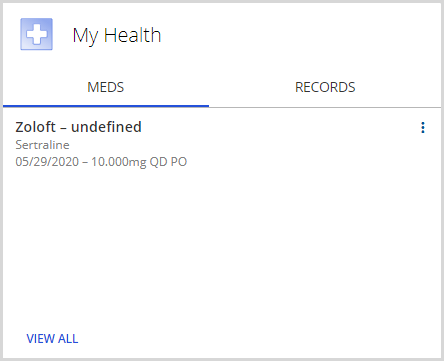 My Health
MEDS
RECORDS
Zoloft – undefined
Sertraline
05/29/2020 – 10.000mg QD PO
VIEW ALL